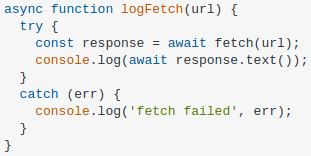 async function logFetch(url) {
  try {
    const response = await fetch(url);
    console.log(await response.text());
  }
  catch (err) {
    console.log('fetch failed', err);
  }
}